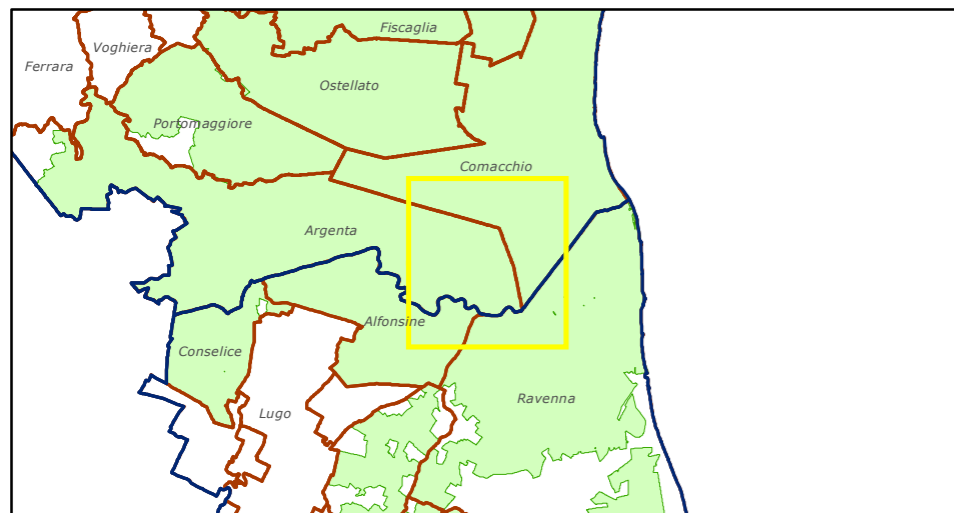 Fiscaglia
Voghiera
Ferrara
Ostellato
Portomaggiore
Comacchio
Argenta
Alfonsine
Conselice
Ravenna
Lugo